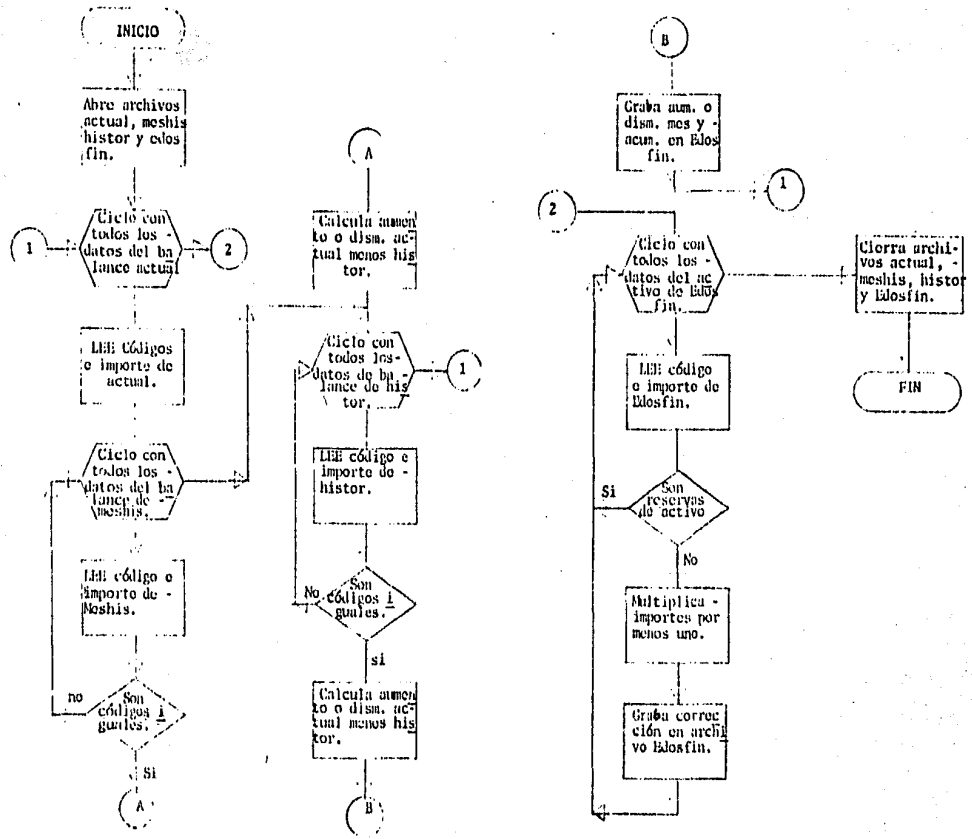 INICIO
Abre archivos
actual, meshis
histor y edos
fin.
1
Ciclo con
todos los -
datos del ba
lance actual
2
LEE Códigos
e importe de
actual.
Ciclo con
todos los -
datos del ba
lance de -
meshis.
LEE código e
importe de -
Meshis.
no
Son
códigos i
guales.
Si
A
A
Calcula aumen
to o dism. ac-
tual menos his
tor.
Ciclo con
todos los-
datos de ba
lance de his
tor.
1
LEE código e
importe de -
histor.
No
Son
códigos i
guales.
si
Calcula aumen
to o dism. ac-
tual menos his
tor.
B
B
Graba aum. o
dism. mes y -
acum. en Edos
fin.
1
2
Ciclo con
todos los -
datos del ac
tivo de Edos
fin.
LEE código
e importe de
Edosfin.
Si
Son
reservas
de activo
No
Multiplica -
importes por
menos uno.
Graba correc
ción en archi
vo Edosfin.
Cierra archi-
vos actual, -
meshis, histor
y Edosfin.
FIN